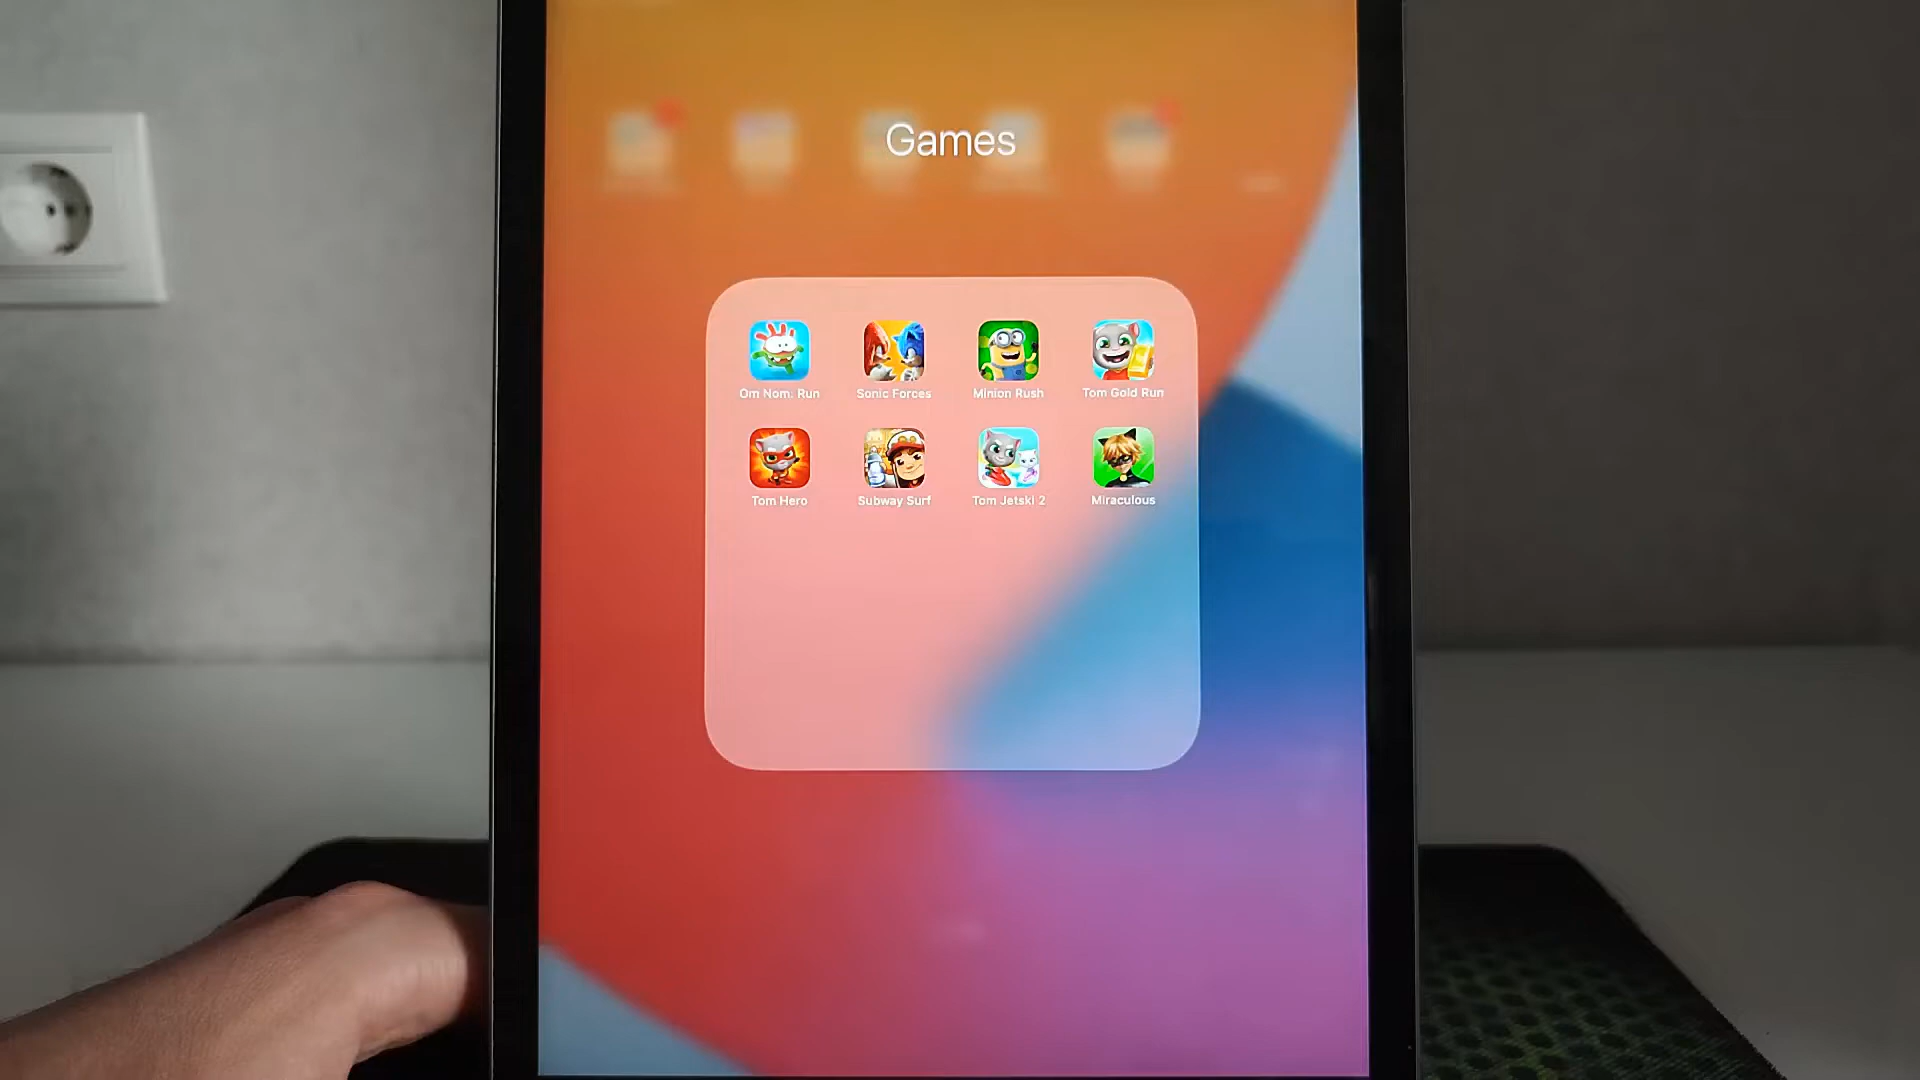 Games
Om Nom: Run
Sonic Forces
Minion Rush
Tom Gold Run
Tom Hero
Subway Surf
Tom Jetski 2
Miraculous